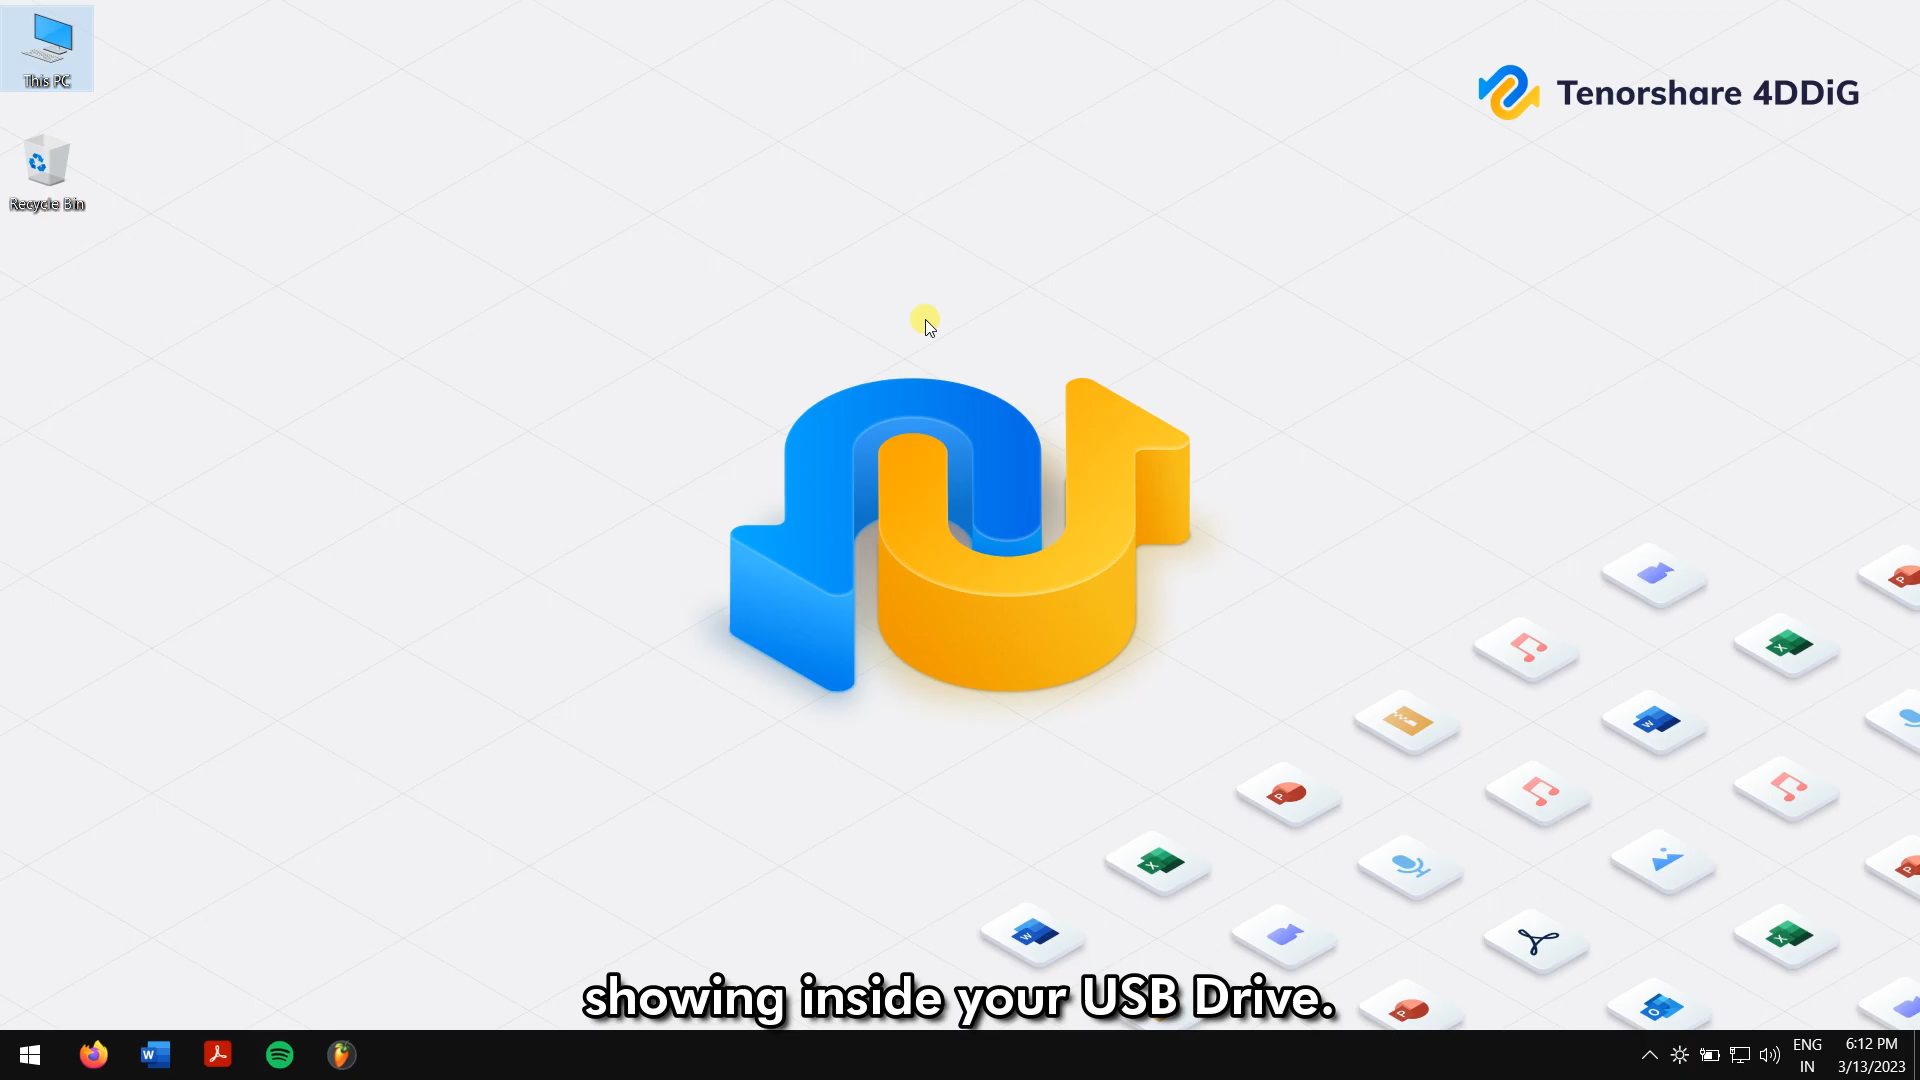 This PC
Tenorshare 4DDiG
Recycle Bin
showing inside your USB Drive.
ENG
IN
6:12 PM
3/13/2023